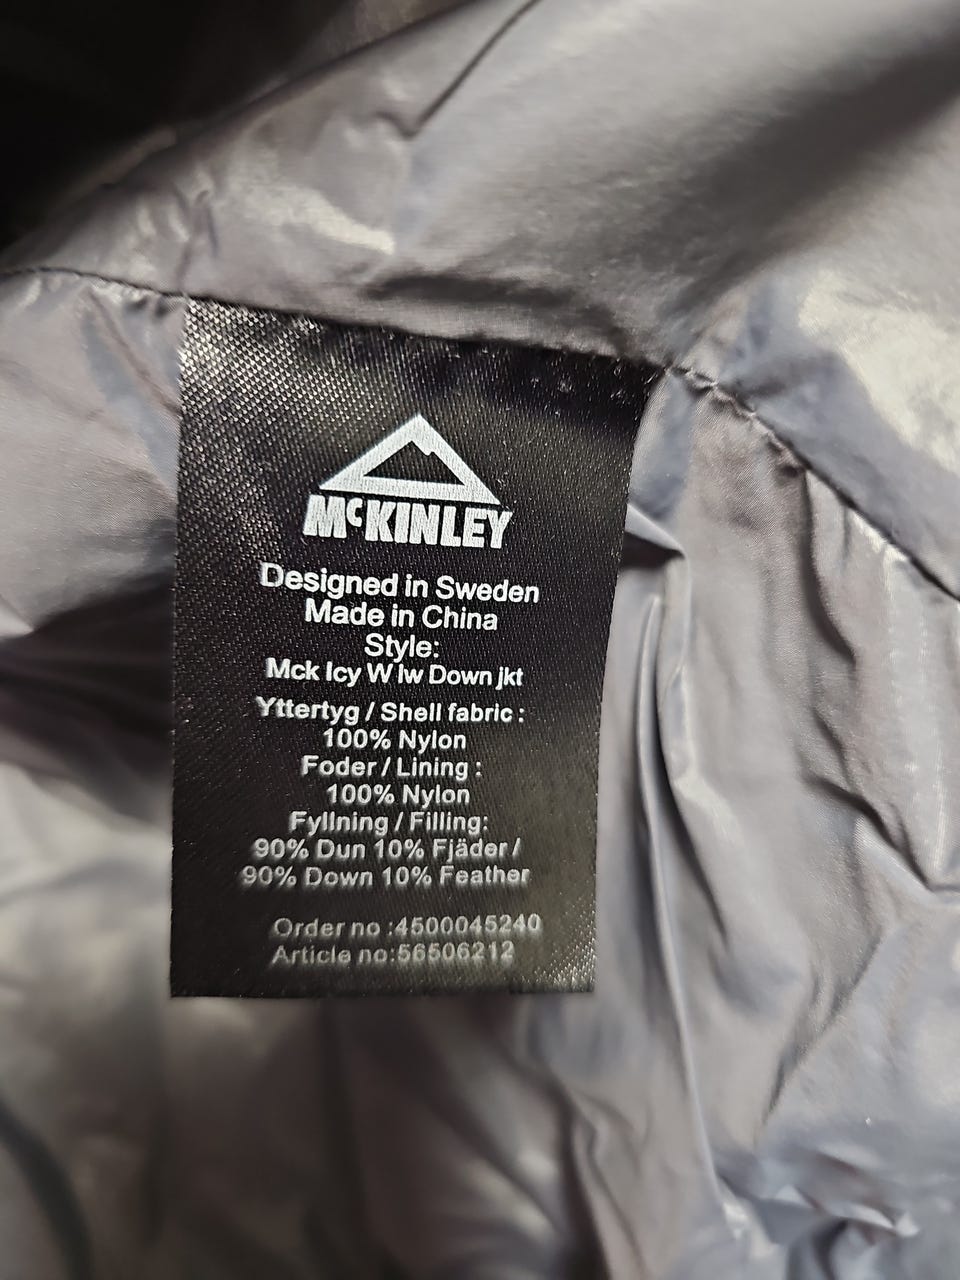 McKINLEY
Designed in Sweden
Made in China
Style:
Mck Icy W lw Down jkt
Yttertyg / Shell fabric :
100% Nylon
Foder / Lining :
100% Nylon
Fyllning / Filling:
90% Dun 10% Fjäder /
90% Down 10% Feather
Order no :4500045240
Article no:56506212